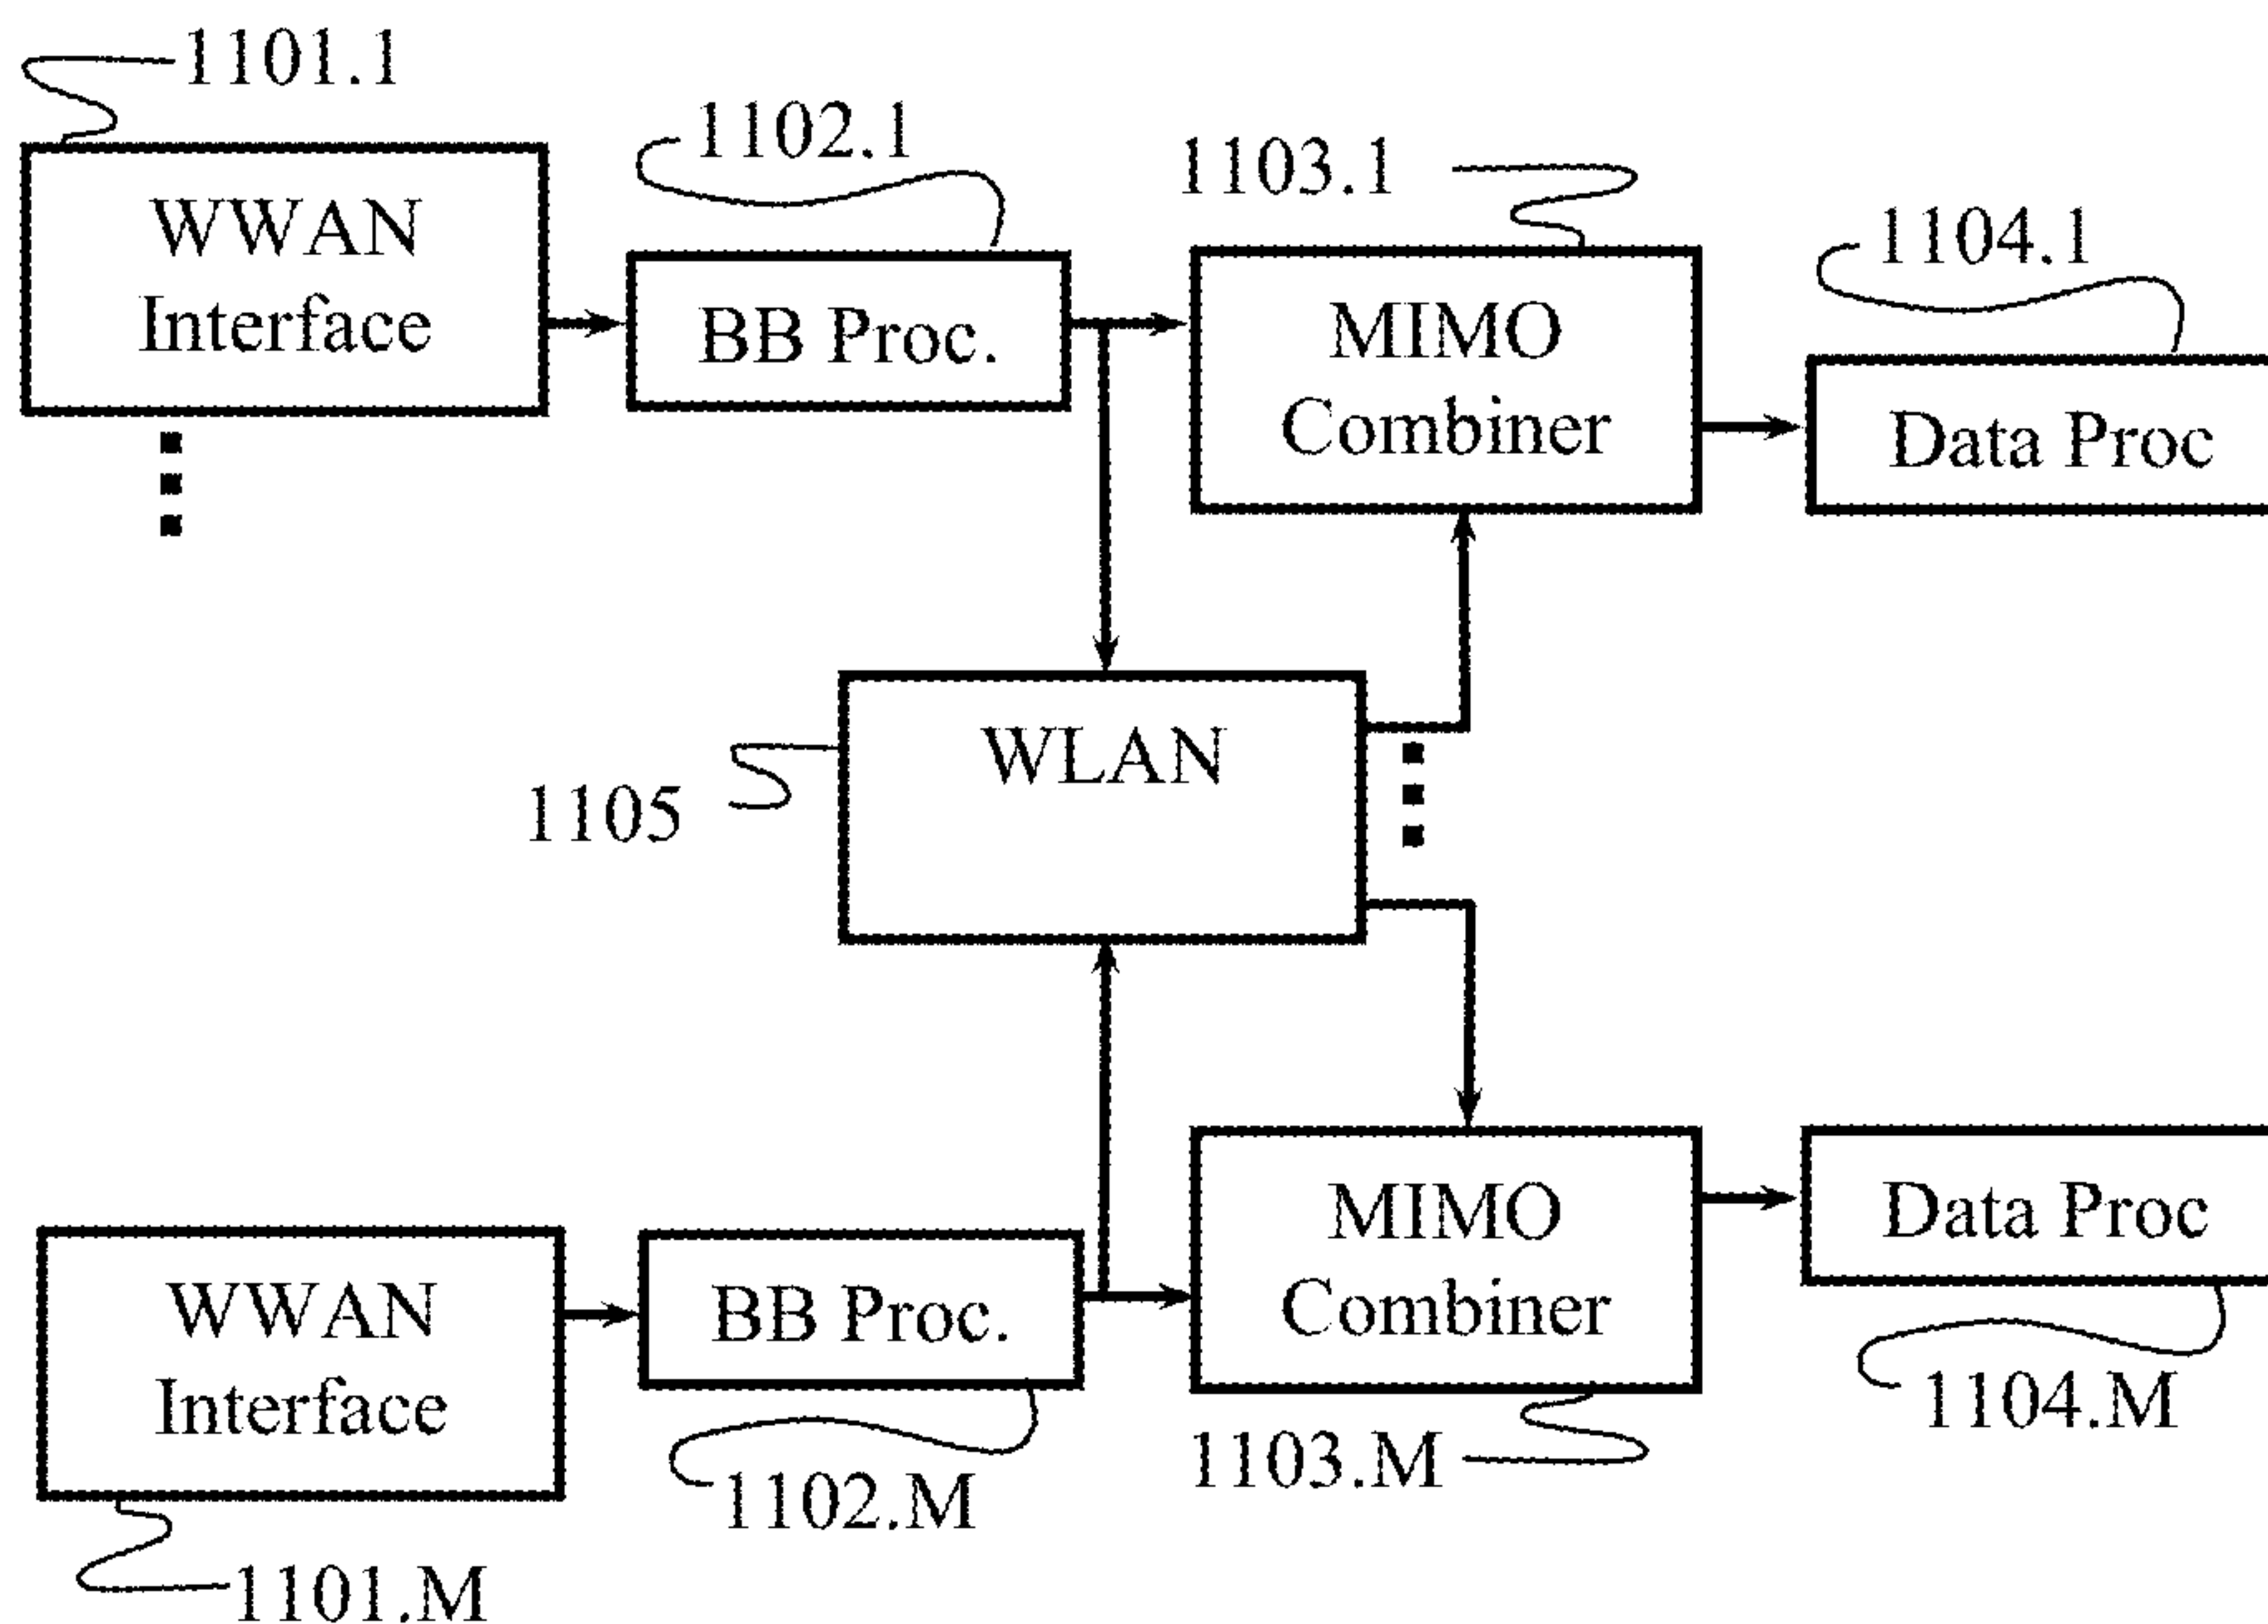 1101.1
1102.1
1103.1
1104.1
WWAN
Interface
BB Proc.
MIMO
Combiner
Data Proc
WLAN
1105
WWAN
Interface
BB Proc.
MIMO
Combiner
Data Proc
1101.M
1102.M
1103.M
1104.M